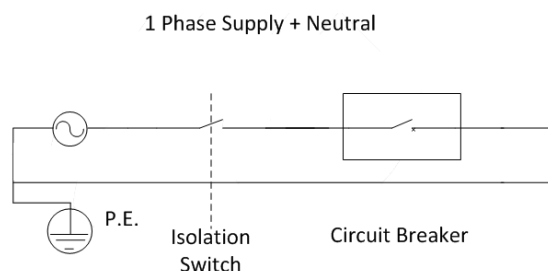 1 Phase Supply + Neutral
P.E.
Isolation
Switch
Circuit Breaker